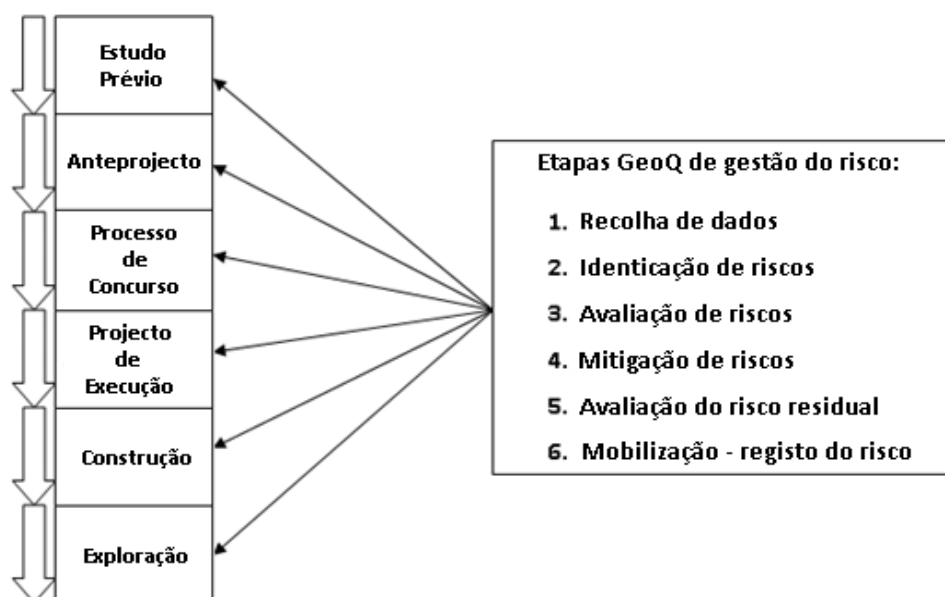 Estudo
Prévio
Anteprojecto
Processo
de
Concurso
Projecto
de
Execução
Construção
Exploração
Etapas GeoQ de gestão do risco:
1. Recolha de dados
2. Identicação de riscos
3. Avaliação de riscos
4. Mitigação de riscos
5. Avaliação do risco residual
6. Mobilização - registo do risco